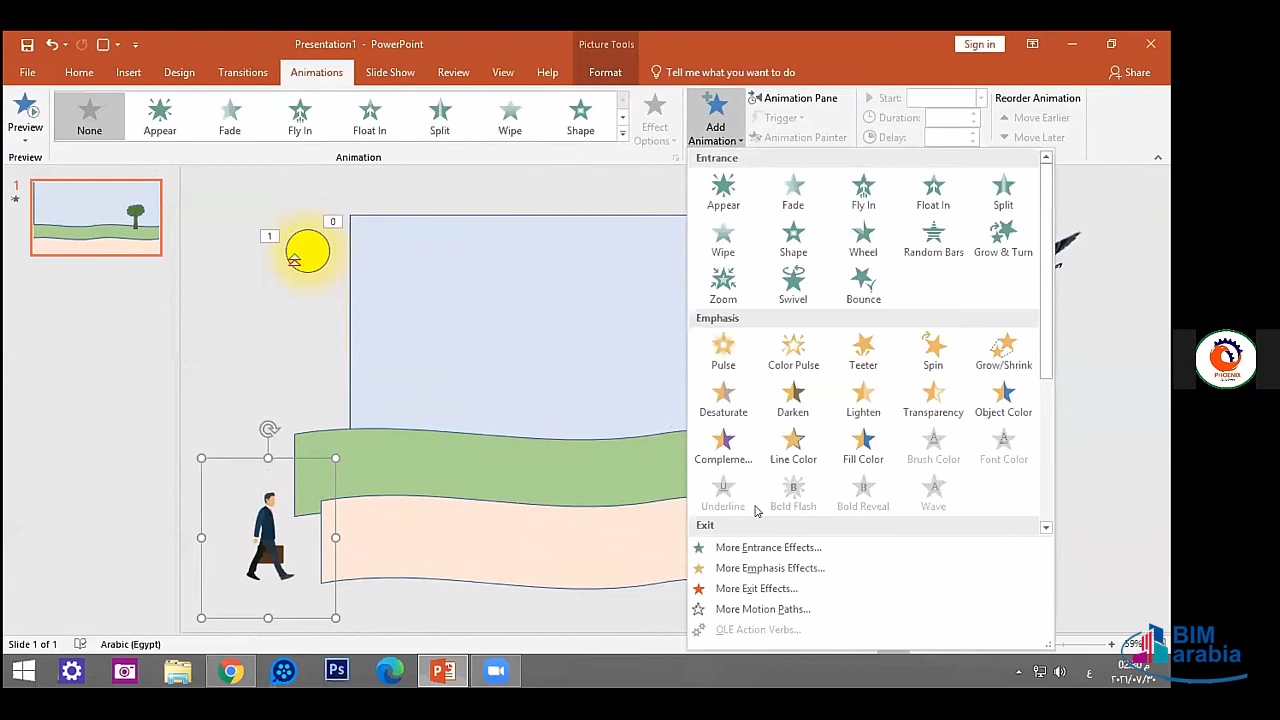 Presentation1 - PowerPoint
Picture Tools
Sign in
File
Home
Insert
Design
Transitions
Animations
Slide Show
Review
View
Help
Format
Tell me what you want to do
Share
Preview
None
Appear
Fade
Fly In
Float In
Split
Wipe
Shape
Effect
Options
Add
Animation
Animation Pane
Trigger
Animation Painter
Start:
Duration:
Delay:
Reorder Animation
Move Earlier
Move Later
Preview
Animation
1
0
1
Entrance
Appear
Fade
Fly In
Float In
Split
Wipe
Shape
Wheel
Random Bars
Grow & Turn
Zoom
Swivel
Bounce
Emphasis
Pulse
Color Pulse
Teeter
Spin
Grow/Shrink
Desaturate
Darken
Lighten
Transparency
Object Color
Compleme...
Line Color
Fill Color
Brush Color
Font Color
Underline
Bold Flash
Bold Reveal
Wave
Exit
More Entrance Effects...
More Emphasis Effects...
More Exit Effects...
More Motion Paths...
OLE Action Verbs...
Slide 1 of 1
Arabic (Egypt)
59%
Ps
ع
٢٠٢١/٠٧/٣٠
PHOENIX
BIM
arabia